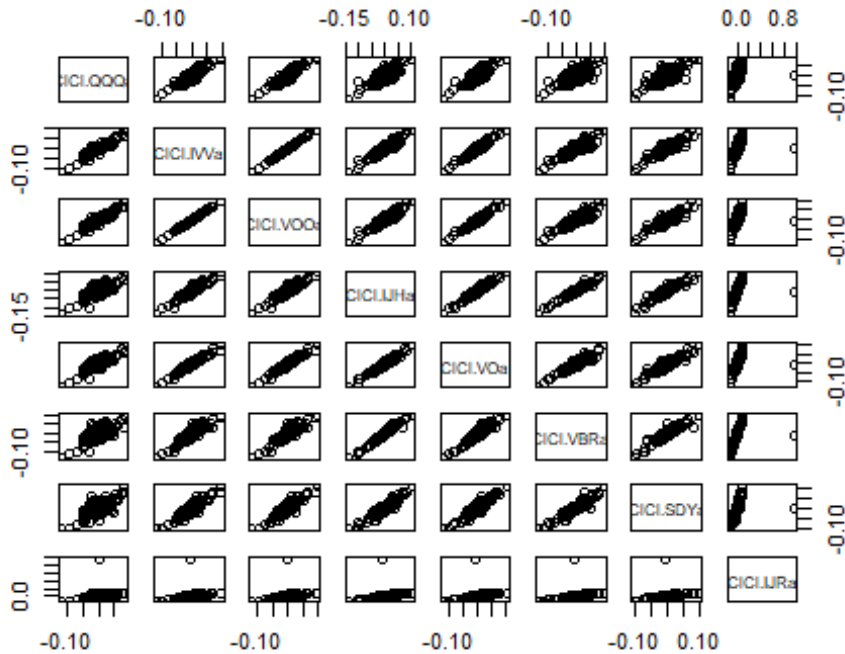 -0.10 -0.15 0.10 -0.10 0.0 0.8
CICI.QQQa -0.10
-0.10 CICI.IVVa
CICI.VOOa -0.10
-0.15 CICI.IJHa
CICI.VOa -0.10
-0.10 CICI.VBRa
CICI.SDYa -0.10
0.0 CICI.IJRa
-0.10 -0.10 -0.10 -0.10 0.10